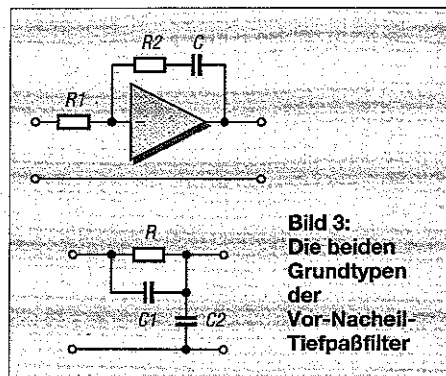 R2 C
R1
R
C1 C2
Bild 3:
Die beiden
Grundtypen
der
Vor-Nacheil-
Tiefpaßfilter